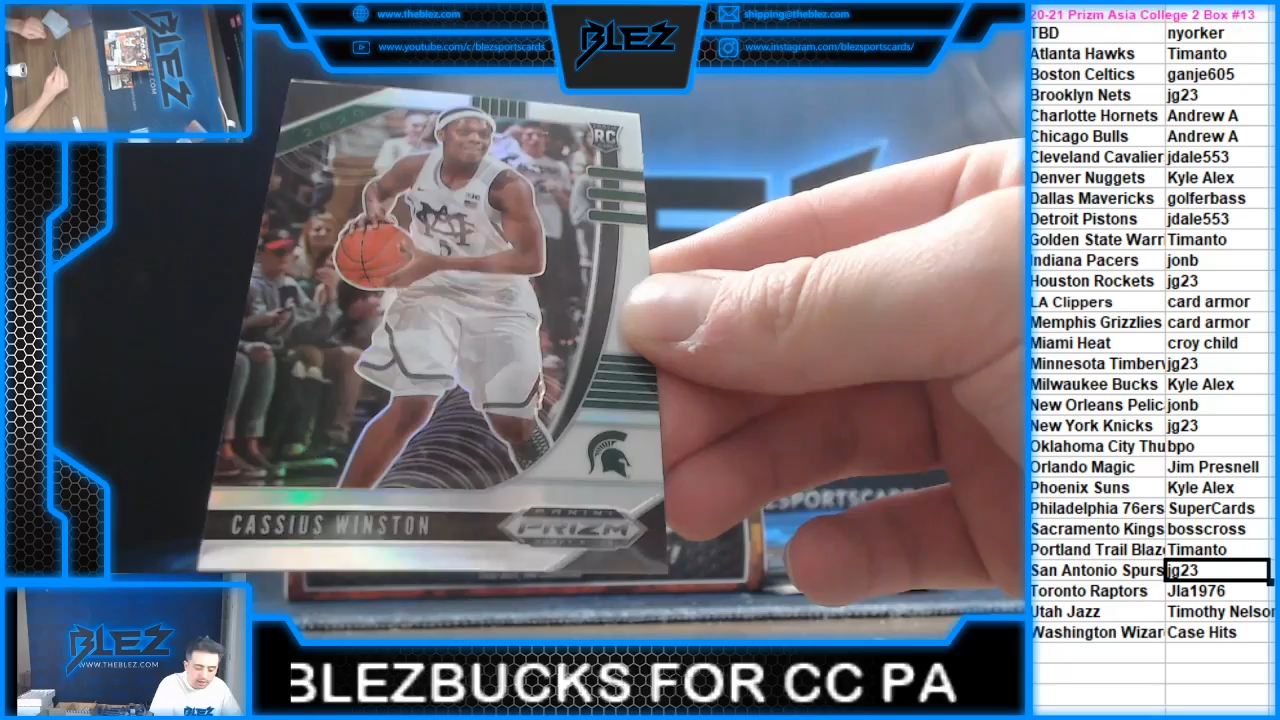 www.theblez.com
shipping@theblez.com
www.youtube.com/c/blezsportscards
www.instagram.com/blezsportscards/
BLEZ
2020
RC
CASSIUS WINSTON
PANINI
PRIZM
BLEZ
WWW.THEBLEZ.COM
BLEZBUCKS FOR CC PA
20-21 Prizm Asia College 2 Box #13
TBD nyorker
Atlanta Hawks Timanto
Boston Celtics ganje605
Brooklyn Nets jg23
Charlotte Hornets Andrew A
Chicago Bulls Andrew A
Cleveland Cavalier jdale553
Denver Nuggets Kyle Alex
Dallas Mavericks golferbass
Detroit Pistons jdale553
Golden State Warr Timanto
Indiana Pacers jonb
Houston Rockets jg23
LA Clippers card armor
Memphis Grizzlies card armor
Miami Heat croy child
Minnesota Timberv jg23
Milwaukee Bucks Kyle Alex
New Orleans Pelic jonb
New York Knicks jg23
Oklahoma City Thu bpo
Orlando Magic Jim Presnell
Phoenix Suns Kyle Alex
Philadelphia 76ers SuperCards
Sacramento Kings bosscross
Portland Trail Blaz Timanto
San Antonio Spurs jg23
Toronto Raptors Jla1976
Utah Jazz Timothy Nelson
Washington Wizar Case Hits